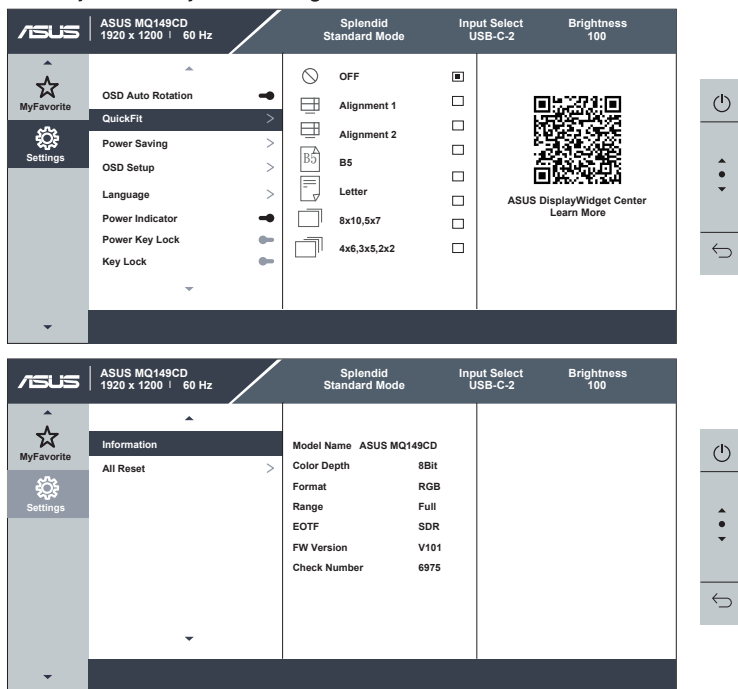 ASUS
ASUS MQ149CD
1920 x 1200 | 60 Hz
Splendid
Standard Mode
Input Select
USB-C-2
Brightness
100
MyFavorite
Settings
OSD Auto Rotation
QuickFit >
Power Saving >
OSD Setup >
Language >
Power Indicator
Power Key Lock
Key Lock
OFF
Alignment 1
Alignment 2
B5 B5
Letter
8x10,5x7
4x6,3x5,2x2
ASUS DisplayWidget Center
Learn More
ASUS
ASUS MQ149CD
1920 x 1200 | 60 Hz
Splendid
Standard Mode
Input Select
USB-C-2
Brightness
100
MyFavorite
Settings
Information
All Reset >
Model Name ASUS MQ149CD
Color Depth 8Bit
Format RGB
Range Full
EOTF SDR
FW Version V101
Check Number 6975